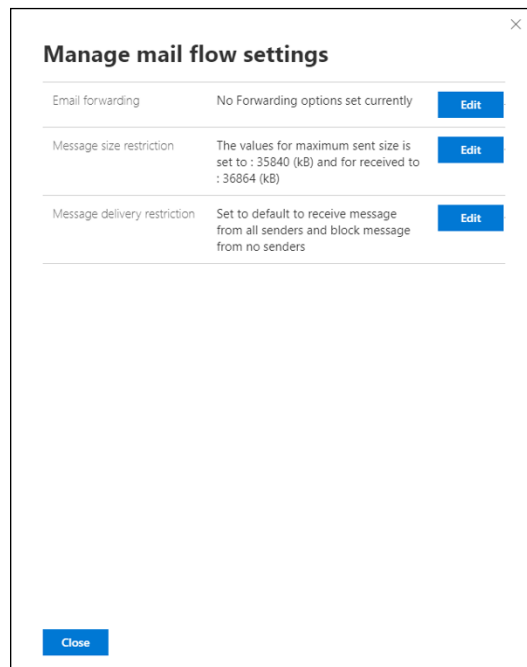 Manage mail flow settings
Email forwarding
No Forwarding options set currently
Edit
Message size restriction
The values for maximum sent size is
set to : 35840 (kB) and for received to
: 36864 (kB)
Edit
Message delivery restriction
Set to default to receive message
from all senders and block message
from no senders
Edit
Close